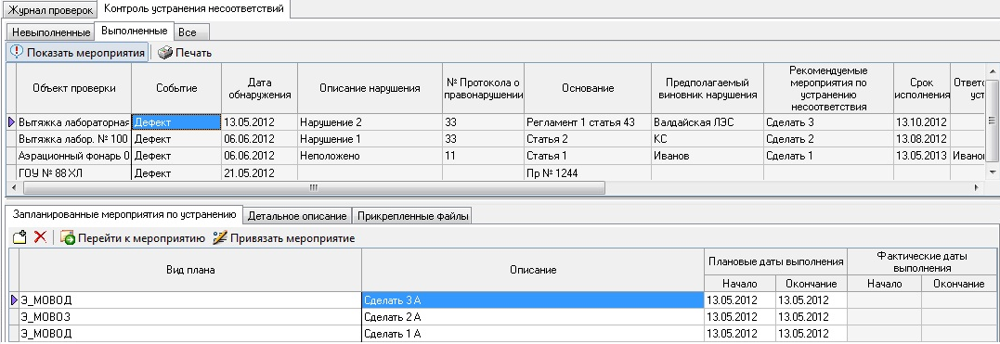 Журнал проверок Контроль устранения несоответствий
Невыполненные Выполненные Все
Показать мероприятия Печать
Объект проверки Событие Дата обнаружения Описание нарушения № Протокола о правонарушении Основание Предполагаемый виновник нарушения Рекомендуемые мероприятия по устранению несоответствия Срок исполнения Ответс уст
Вытяжка лабораторная Дефект 13.05.2012 Нарушение 2 33 Регламент 1 статья 43 Валдайская ЛЭС Сделать 3 13.10.2012
Вытяжка лабор. № 100 Дефект 06.06.2012 Нарушение 1 33 Статья 2 КС Сделать 2 13.08.2012
Аэрационный фонарь 0 Дефект 06.06.2012 Неположено 11 Статья 1 Иванов Сделать 1 13.05.2013 Иванов
ГОУ № 88 ХЛ Дефект 21.05.2012 Пр № 1244
Запланированные мероприятия по устранению Детальное описание Прикрепленные файлы
Перейти к мероприятию Привязать мероприятие
Вид плана Описание Плановые даты выполнения Фактические даты выполнения
Начало Окончание Начало Окончание
Э_МОВОД Сделать 3 А 13.05.2012 13.05.2012
Э_МОВОЗ Сделать 2 А 13.05.2012 13.05.2012
Э_МОВОД Сделать 1 А 13.05.2012 13.05.2012